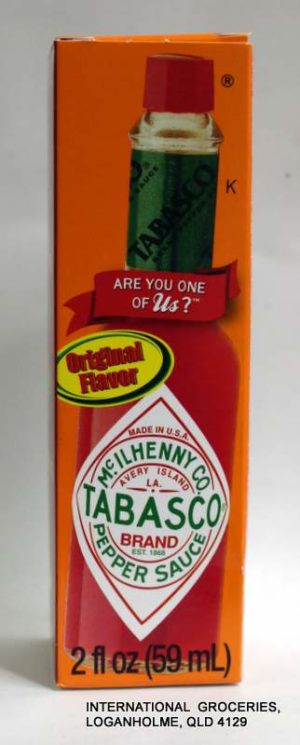 ®
K
TABASCO®
SAUCE
ARE YOU ONE
OF Us?™
Original
Flavor
MADE IN U.S.A.
McILHENNY CO.
AVERY ISLAND
LA.
TABASCO®
BRAND
EST. 1868
PEPPER SAUCE
2 fl oz (59 mL)
INTERNATIONAL GROCERIES,
LOGANHOLME, QLD 4129